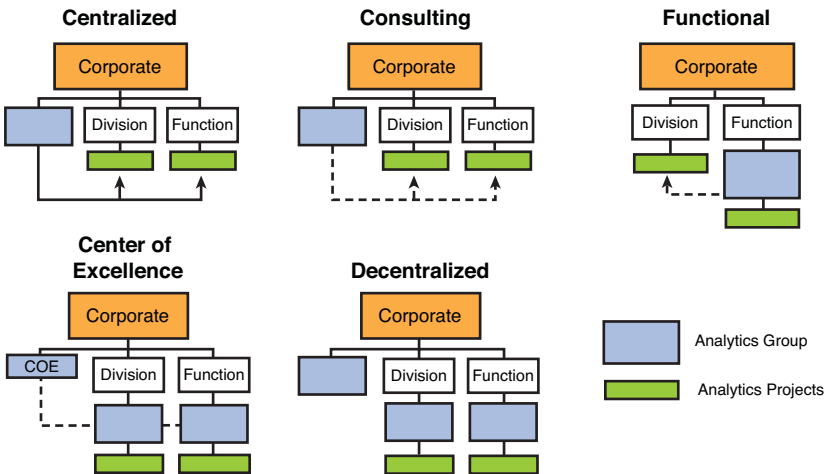 Centralized
Consulting
Functional
Corporate
Corporate
Corporate
Division
Function
Division
Function
Division
Function
Center of
Excellence
Decentralized
Corporate
Corporate
COE
Division
Function
Division
Function
Analytics Group
Analytics Projects